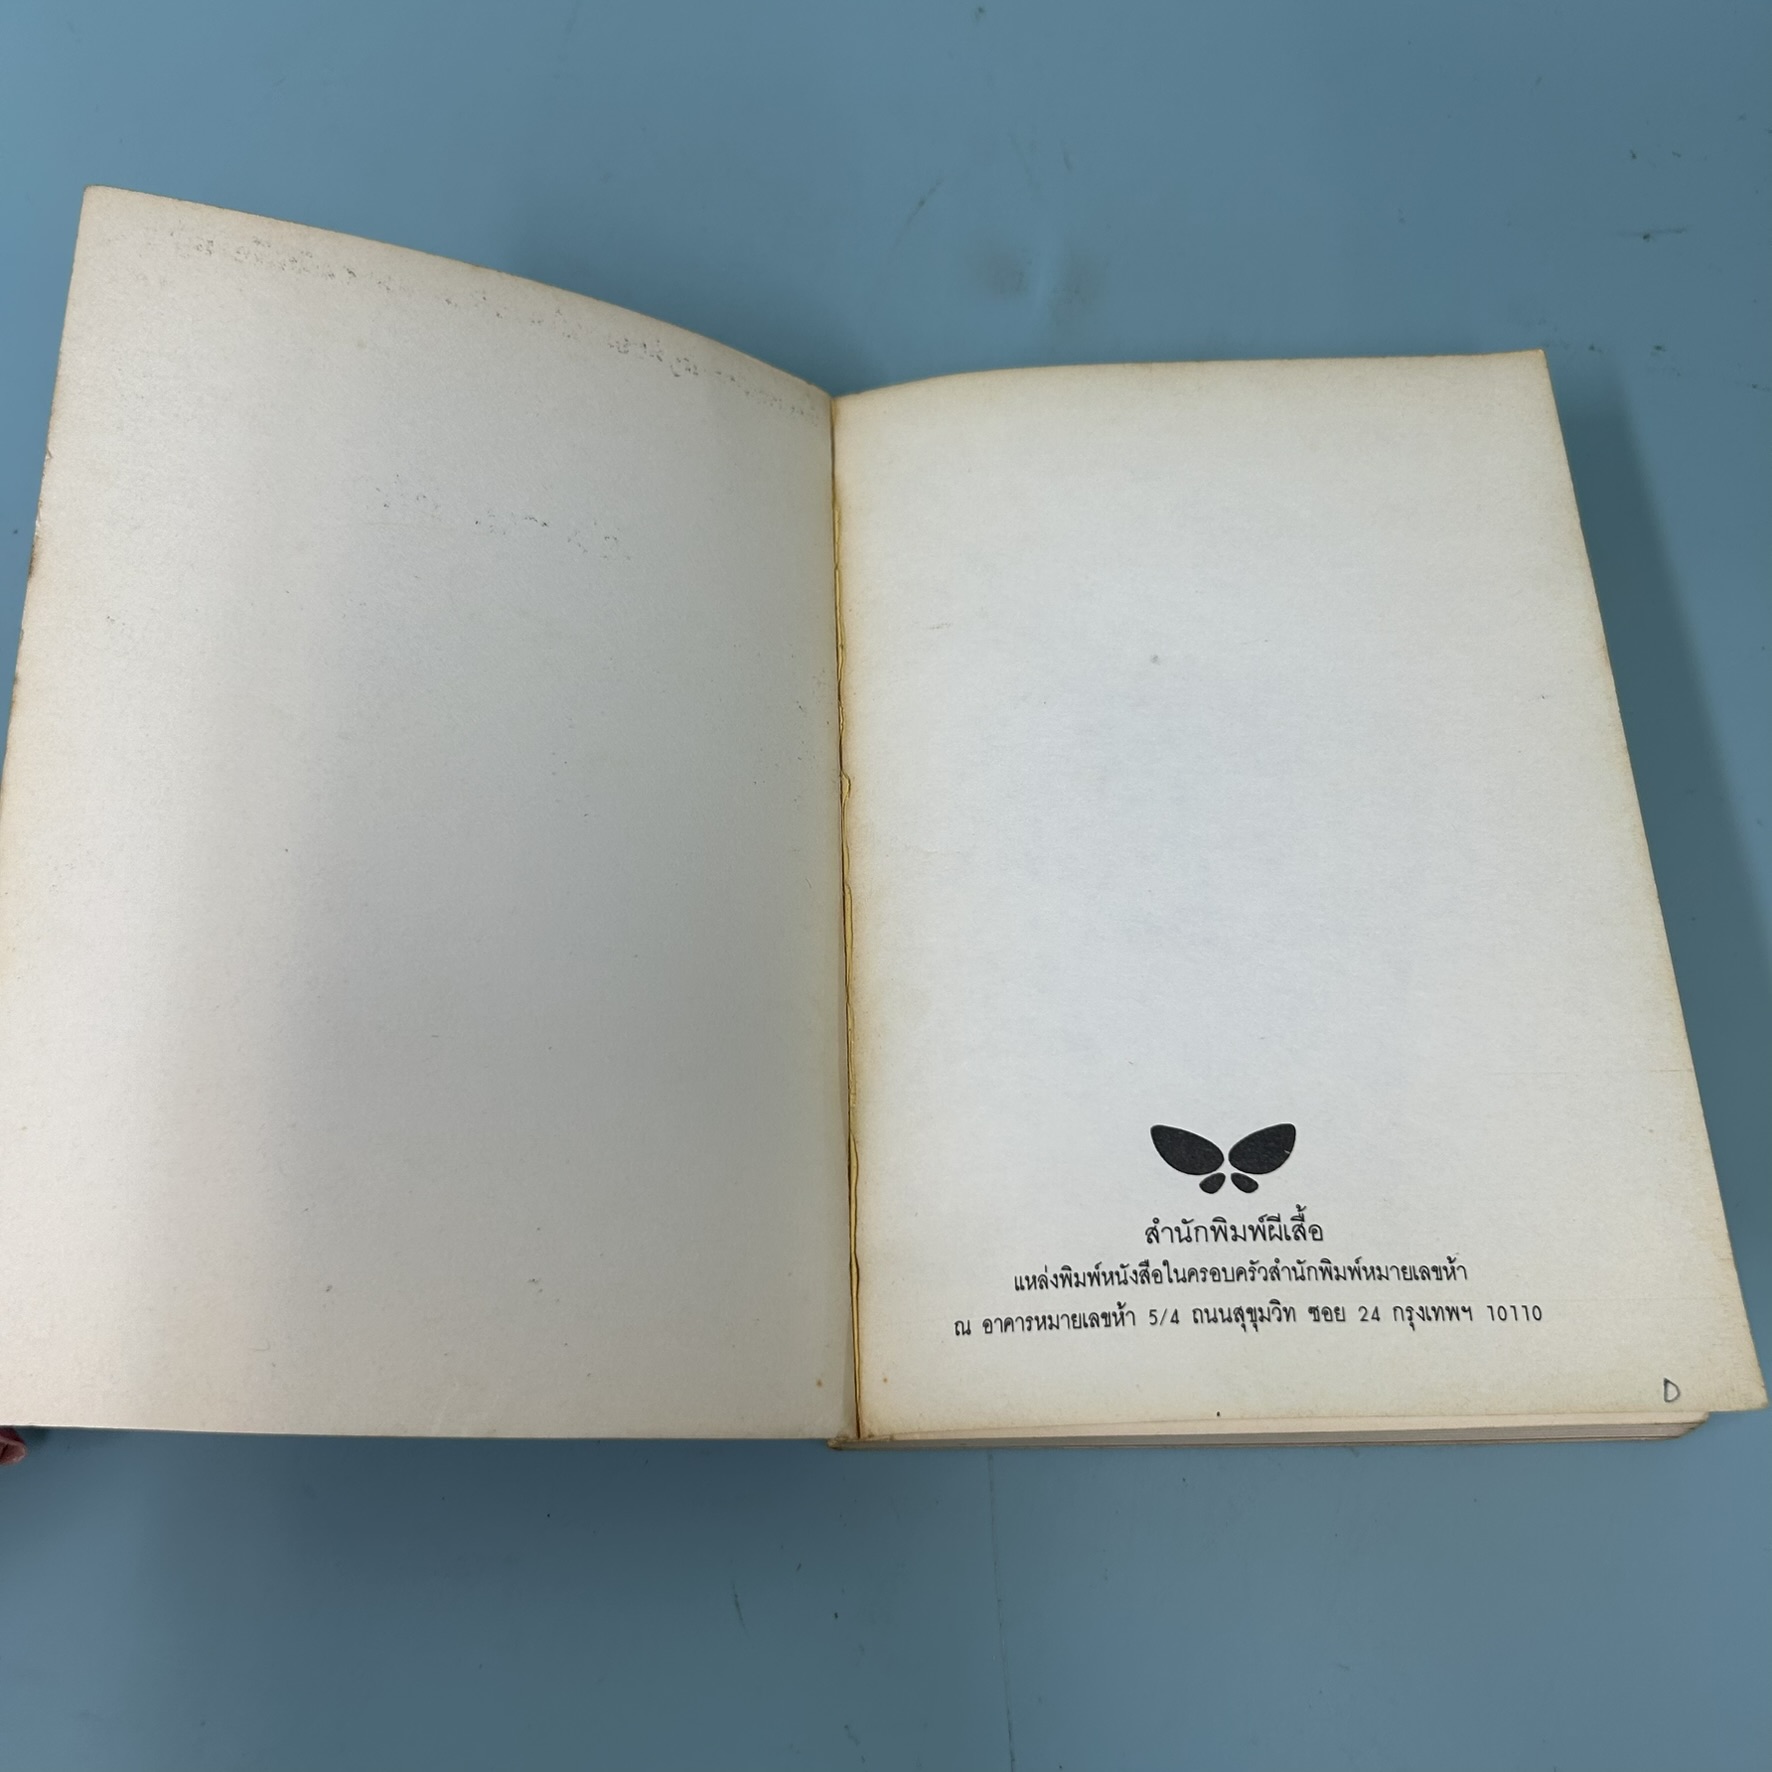 สำนักพิมพ์ผีเสื้อ
แหล่งพิมพ์หนังสือในครอบครัวสำนักพิมพ์หมายเลขห้า
ณ อาคารหมายเลขห้า 5/4 ถนนสุขุมวิท ซอย 24 กรุงเทพฯ 10110
D